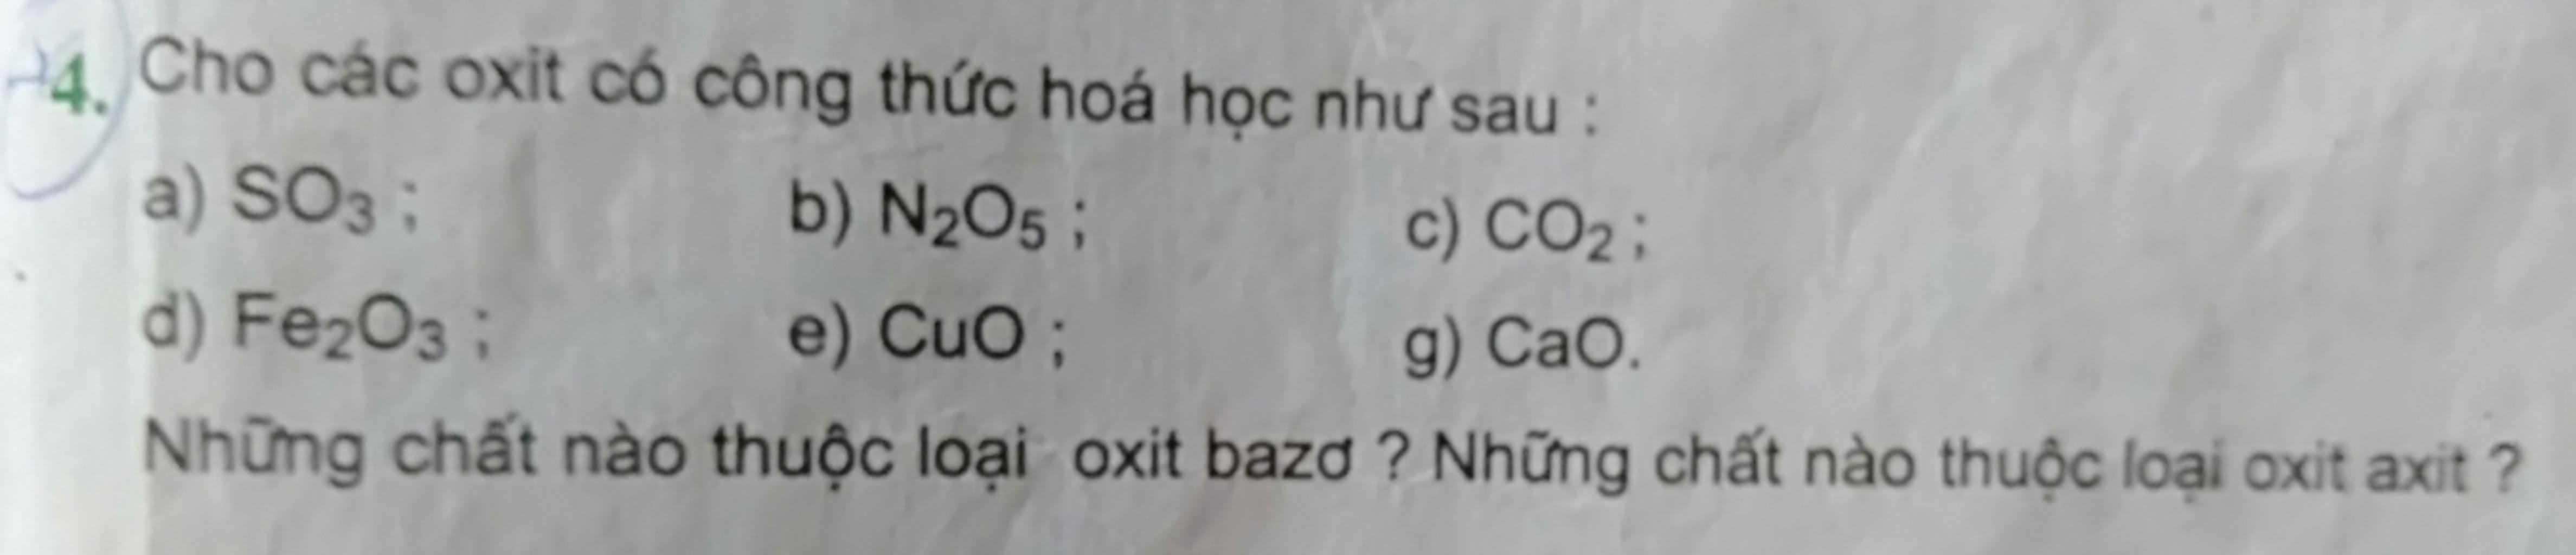 4. Cho các oxit có công thức hoá học như sau :
a) SO₃ ; b) N₂O₅ ; c) CO₂ ;
d) Fe₂O₃ ; e) CuO ; g) CaO.
Những chất nào thuộc loại oxit bazơ ? Những chất nào thuộc loại oxit axit ?